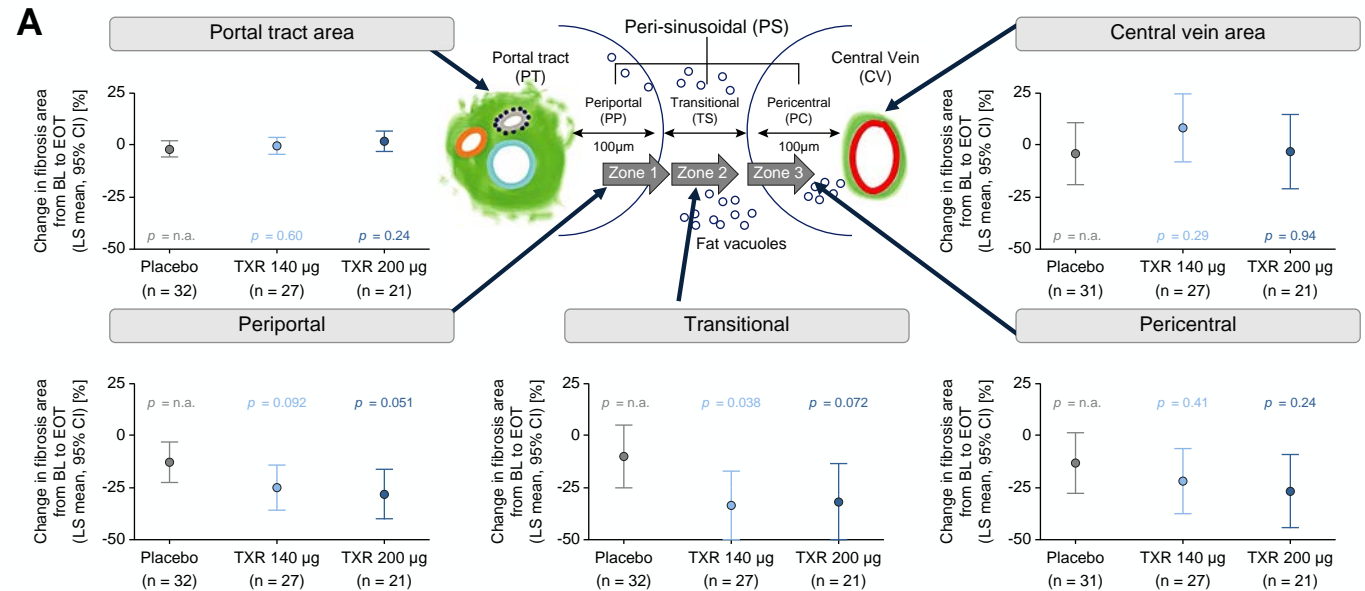 A
Portal tract area
Change in fibrosis area
from BL to EOT
(LS mean, 95% CI) [%]
25
0
-25
-50
p = n.a.
p = 0.60
p = 0.24
Placebo
(n = 32)
TXR 140 µg
(n = 27)
TXR 200 µg
(n = 21)
Peri-sinusoidal (PS)
Portal tract
(PT)
Central Vein
(CV)
Periportal
(PP)
Transitional
(TS)
Pericentral
(PC)
100µm
100µm
Zone 1
Zone 2
Zone 3
Fat vacuoles
Central vein area
Change in fibrosis area
from BL to EOT
(LS mean, 95% CI) [%]
25
0
-25
-50
p = n.a.
p = 0.29
p = 0.94
Placebo
(n = 31)
TXR 140 µg
(n = 27)
TXR 200 µg
(n = 21)
Periportal
Change in fibrosis area
from BL to EOT
(LS mean, 95% CI) [%]
25
0
-25
-50
p = n.a.
p = 0.092
p = 0.051
Placebo
(n = 32)
TXR 140 µg
(n = 27)
TXR 200 µg
(n = 21)
Transitional
Change in fibrosis area
from BL to EOT
(LS mean, 95% CI) [%]
25
0
-25
-50
p = n.a.
p = 0.038
p = 0.072
Placebo
(n = 32)
TXR 140 µg
(n = 27)
TXR 200 µg
(n = 21)
Pericentral
Change in fibrosis area
from BL to EOT
(LS mean, 95% CI) [%]
25
0
-25
-50
p = n.a.
p = 0.41
p = 0.24
Placebo
(n = 31)
TXR 140 µg
(n = 27)
TXR 200 µg
(n = 21)